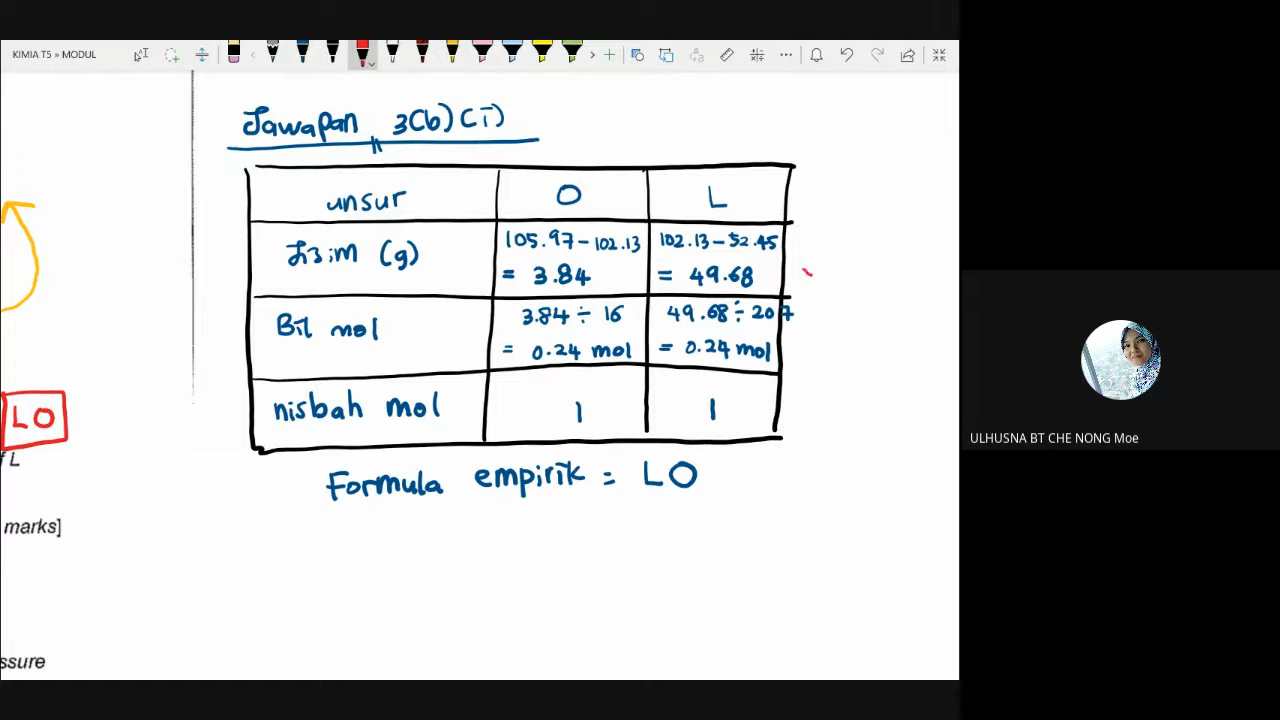 KIMIA T5 » MODUL
Jawapan 3(b)(i)
unsur O L
Jisim (g) 105.97-102.13 102.13-52.45
= 3.84 = 49.68
Bil mol 3.84 ÷ 16 49.68 ÷ 207
= 0.24 mol = 0.24 mol
nisbah mol 1 1
Formula empirik = LO
LO
of L
marks]
ssure
ULHUSNA BT CHE NONG Moe